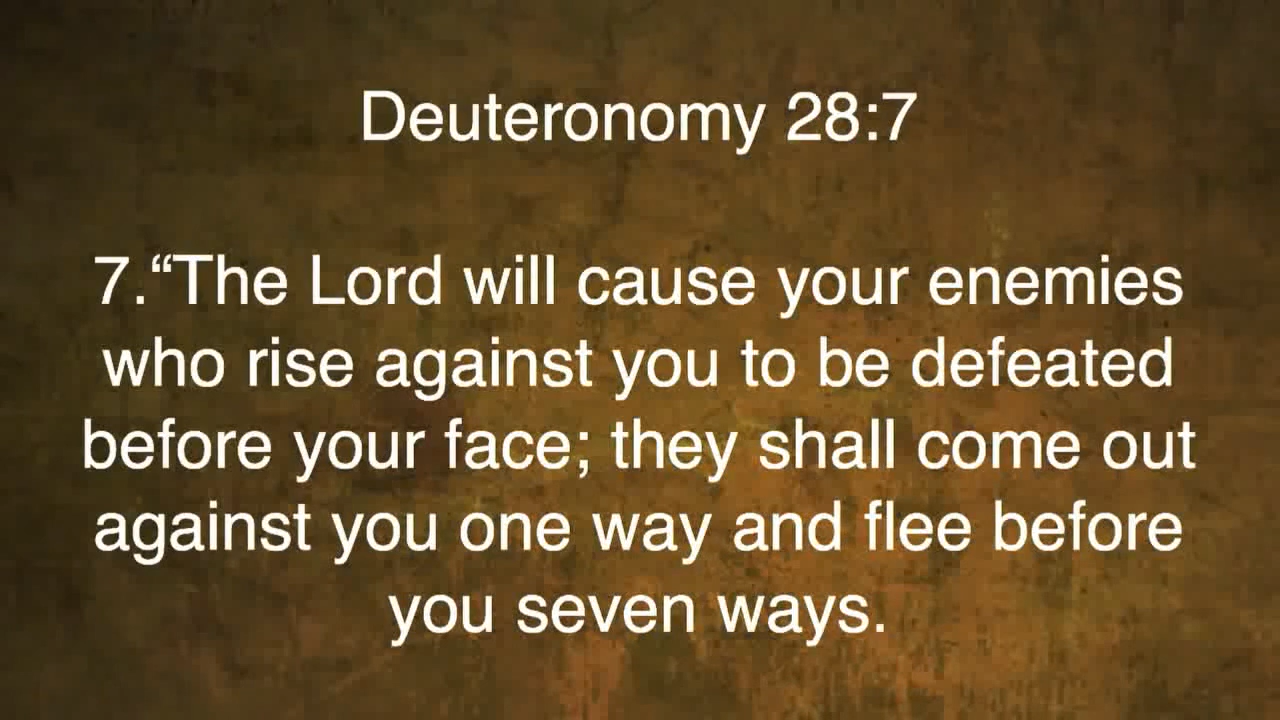 Deuteronomy 28:7
7.“The Lord will cause your enemies
who rise against you to be defeated
before your face; they shall come out
against you one way and flee before
you seven ways.